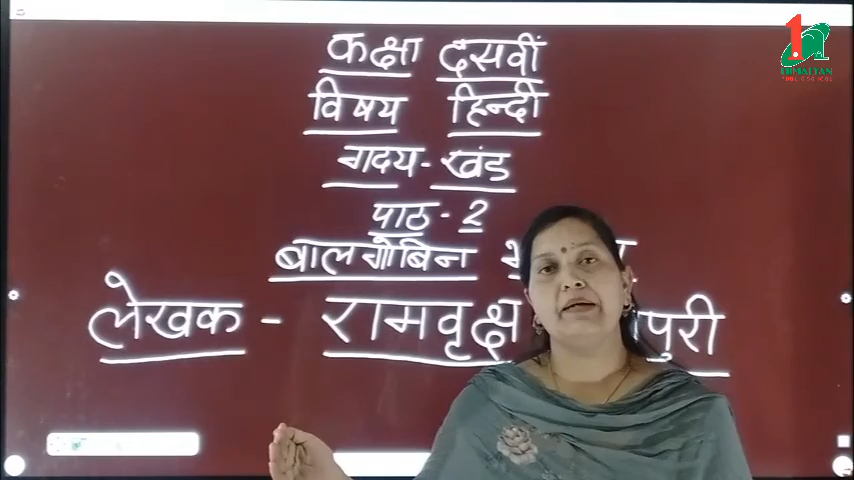 कक्षा दसवीं
विषय हिन्दी
गदय-खंड
पाठ-2
बालगोबिन
लेखक - रामवृक्ष पुरी